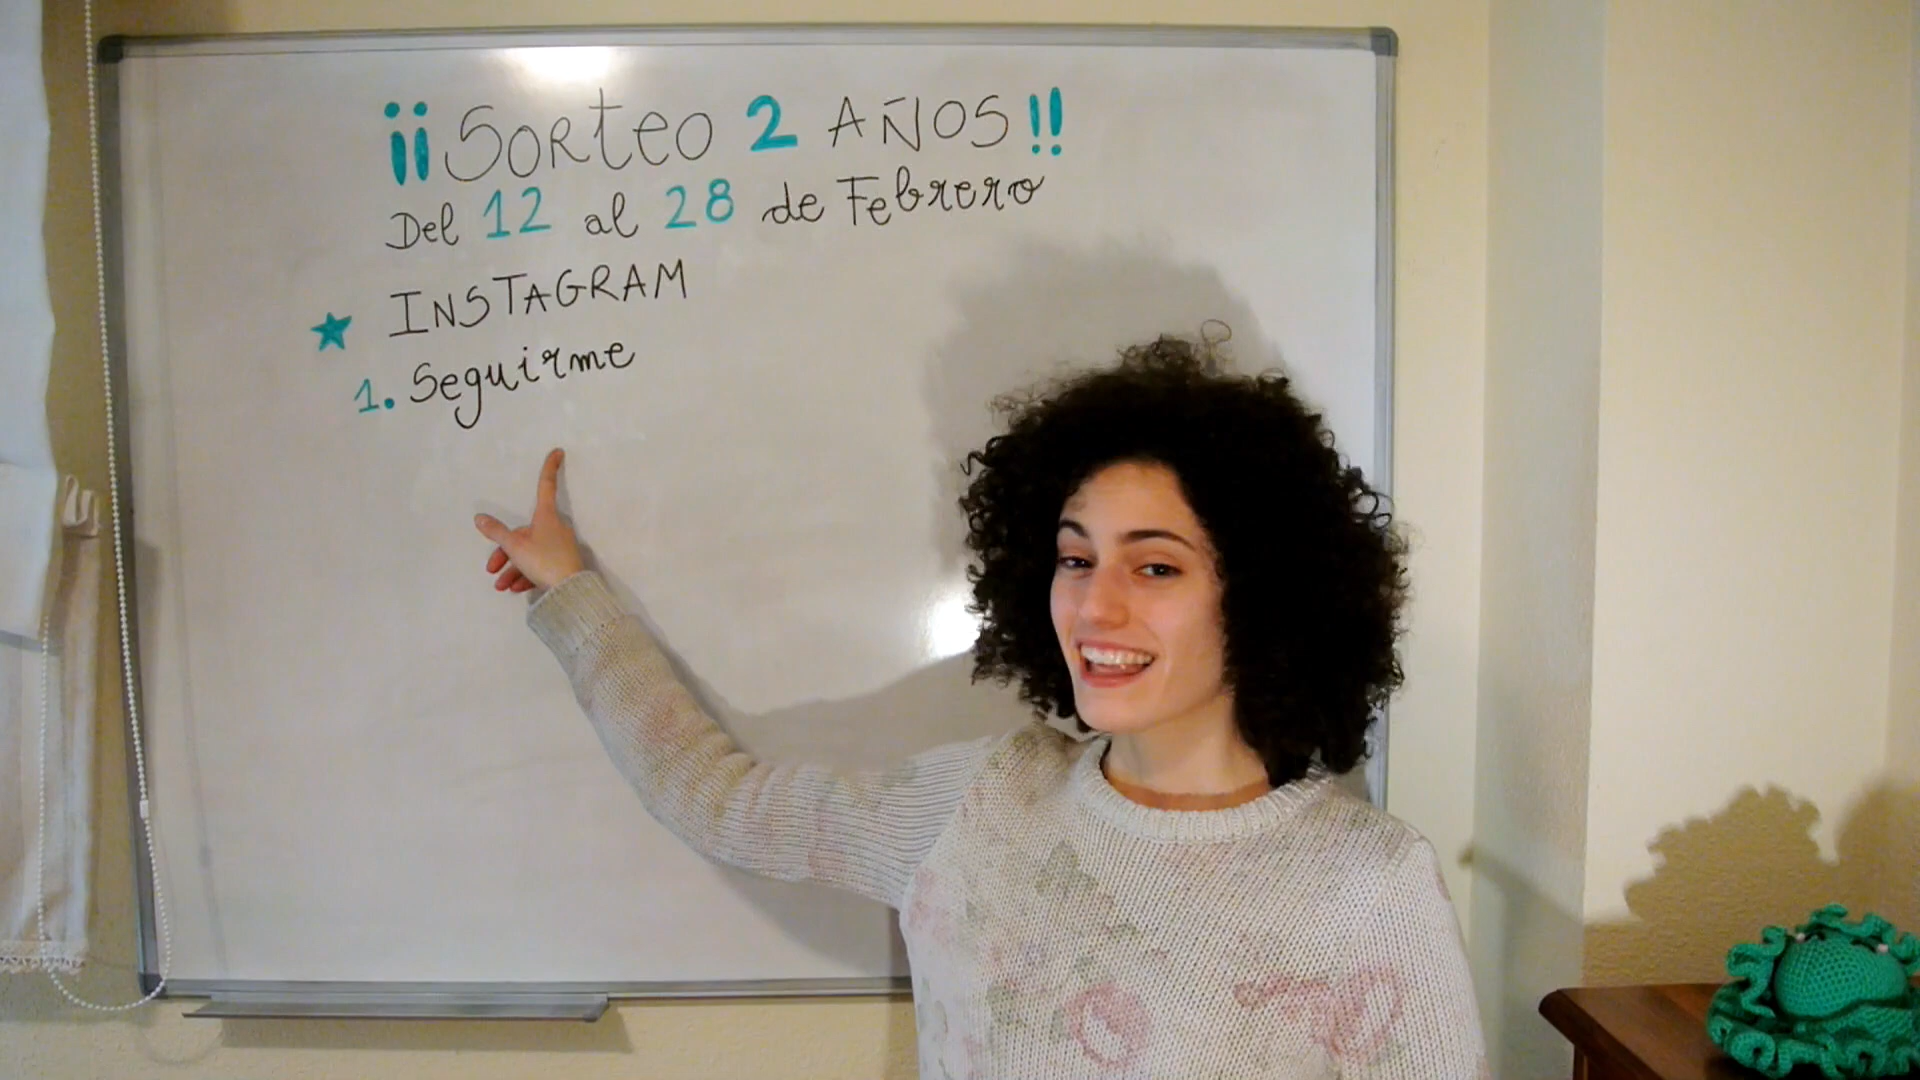 ¡¡Sorteo 2 AÑOS!!
Del 12 al 28 de Febrero
★ INSTAGRAM
1. Seguirme